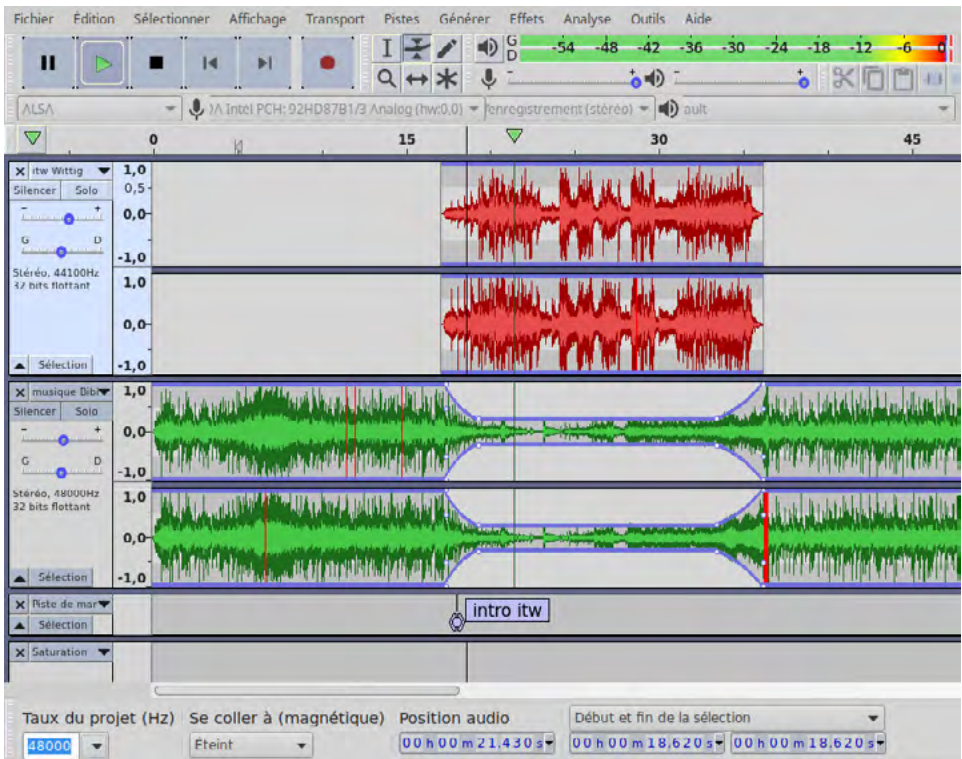 Fichier Édition Sélectionner Affichage Transport Pistes Générer Effets Analyse Outils Aide
G
D -54 -48 -42 -36 -30 -24 -18 -12 -6 0
- + - +
ALSA )A Intel PCH: 92HD87B1/3 Analog (hw:0,0) l'enregistrement (stéréo) ault
0 15 30 45
itw Wittig
Silencer Solo
- +
G D
Stéréo, 44100Hz
32 bits flottant
Sélection
1,0
0,5
0,0
-1,0
1,0
0,0
-1,0
musique Bibi
Silencer Solo
- +
G D
Stéréo, 48000Hz
32 bits flottant
Sélection
1,0
0,0
-1,0
1,0
0,0
-1,0
Piste de mar
Sélection
intro itw
Saturation
Taux du projet (Hz) Se coller à (magnétique) Position audio Début et fin de la sélection
48000 Éteint 00 h 00 m 21.430 s 00 h 00 m 18.620 s 00 h 00 m 18.620 s